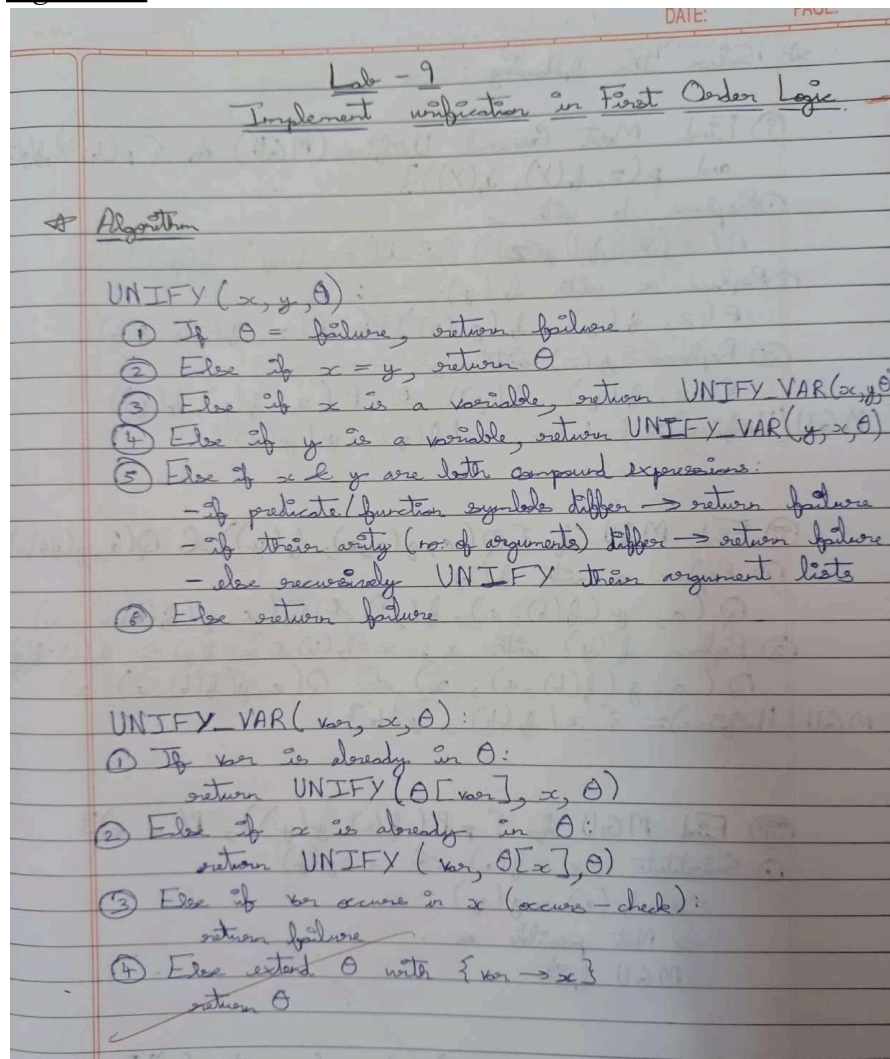 DATE:
PAGE:
Lab - 9
Implement unification in First Order Logic
Algorithm
UNIFY (x, y, θ) :
① If θ = failure, return failure
② Else if x = y, return θ
③ Else if x is a variable, return UNIFY_VAR(x, y, θ)
④ Else if y is a variable, return UNIFY_VAR(y, x, θ)
⑤ Else if x & y are both compound expressions:
- if predicate/function symbols differ → return failure
- if their arity (no. of arguments) differ → return failure
- else recursively UNIFY their argument lists
⑥ Else return failure
UNIFY_VAR( var, x, θ) :
① If var is already in θ:
return UNIFY(θ[var], x, θ)
② Else if x is already in θ:
return UNIFY (var, θ[x], θ)
③ Else if var occurs in x (occurs - check) :
return failure
④ Else extend θ with {var → x}
return θ